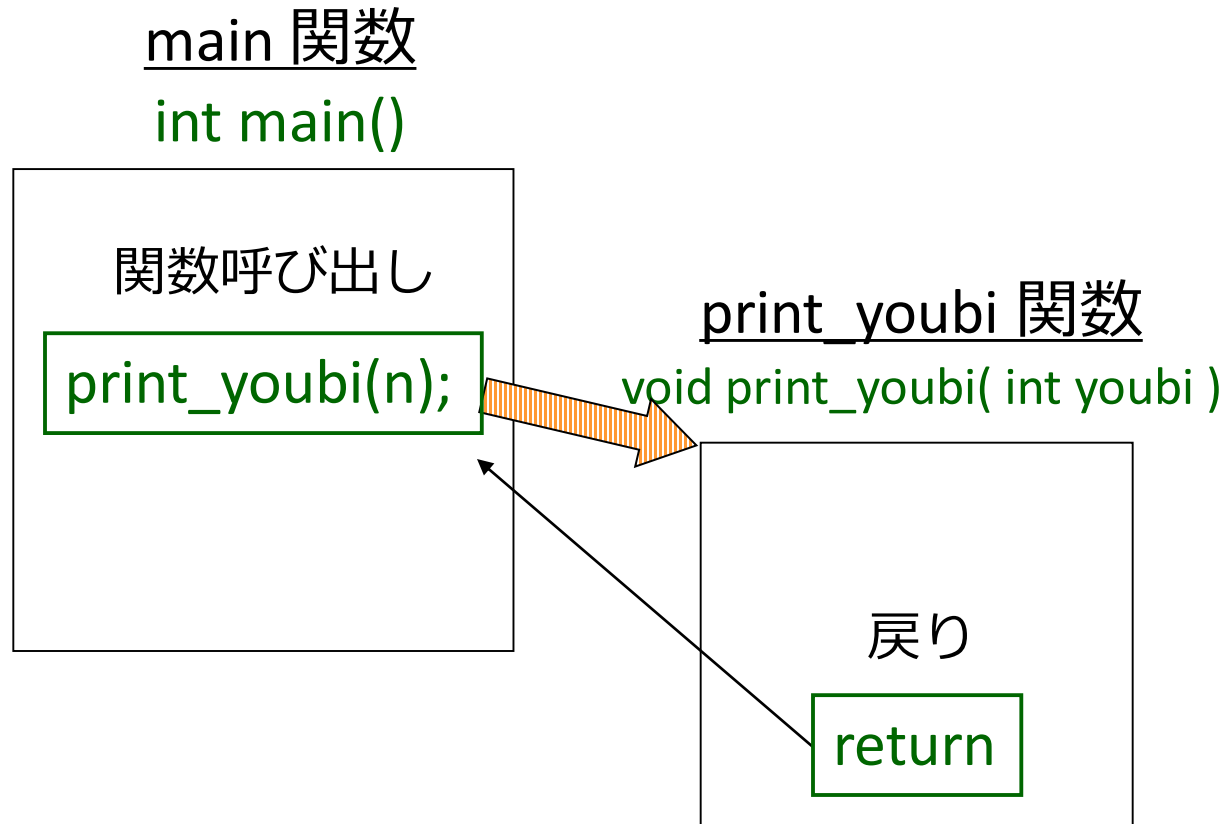 main 関数
int main()
関数呼び出し
print_youbi(n);
print_youbi 関数
void print_youbi( int youbi )
戻り
return